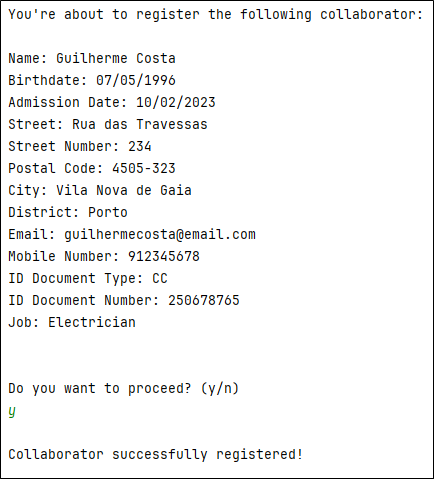 You're about to register the following collaborator:
Name: Guilherme Costa
Birthdate: 07/05/1996
Admission Date: 10/02/2023
Street: Rua das Travessas
Street Number: 234
Postal Code: 4505-323
City: Vila Nova de Gaia
District: Porto
Email: guilhermecosta@email.com
Mobile Number: 912345678
ID Document Type: CC
ID Document Number: 250678765
Job: Electrician
Do you want to proceed? (y/n)
y
Collaborator successfully registered!